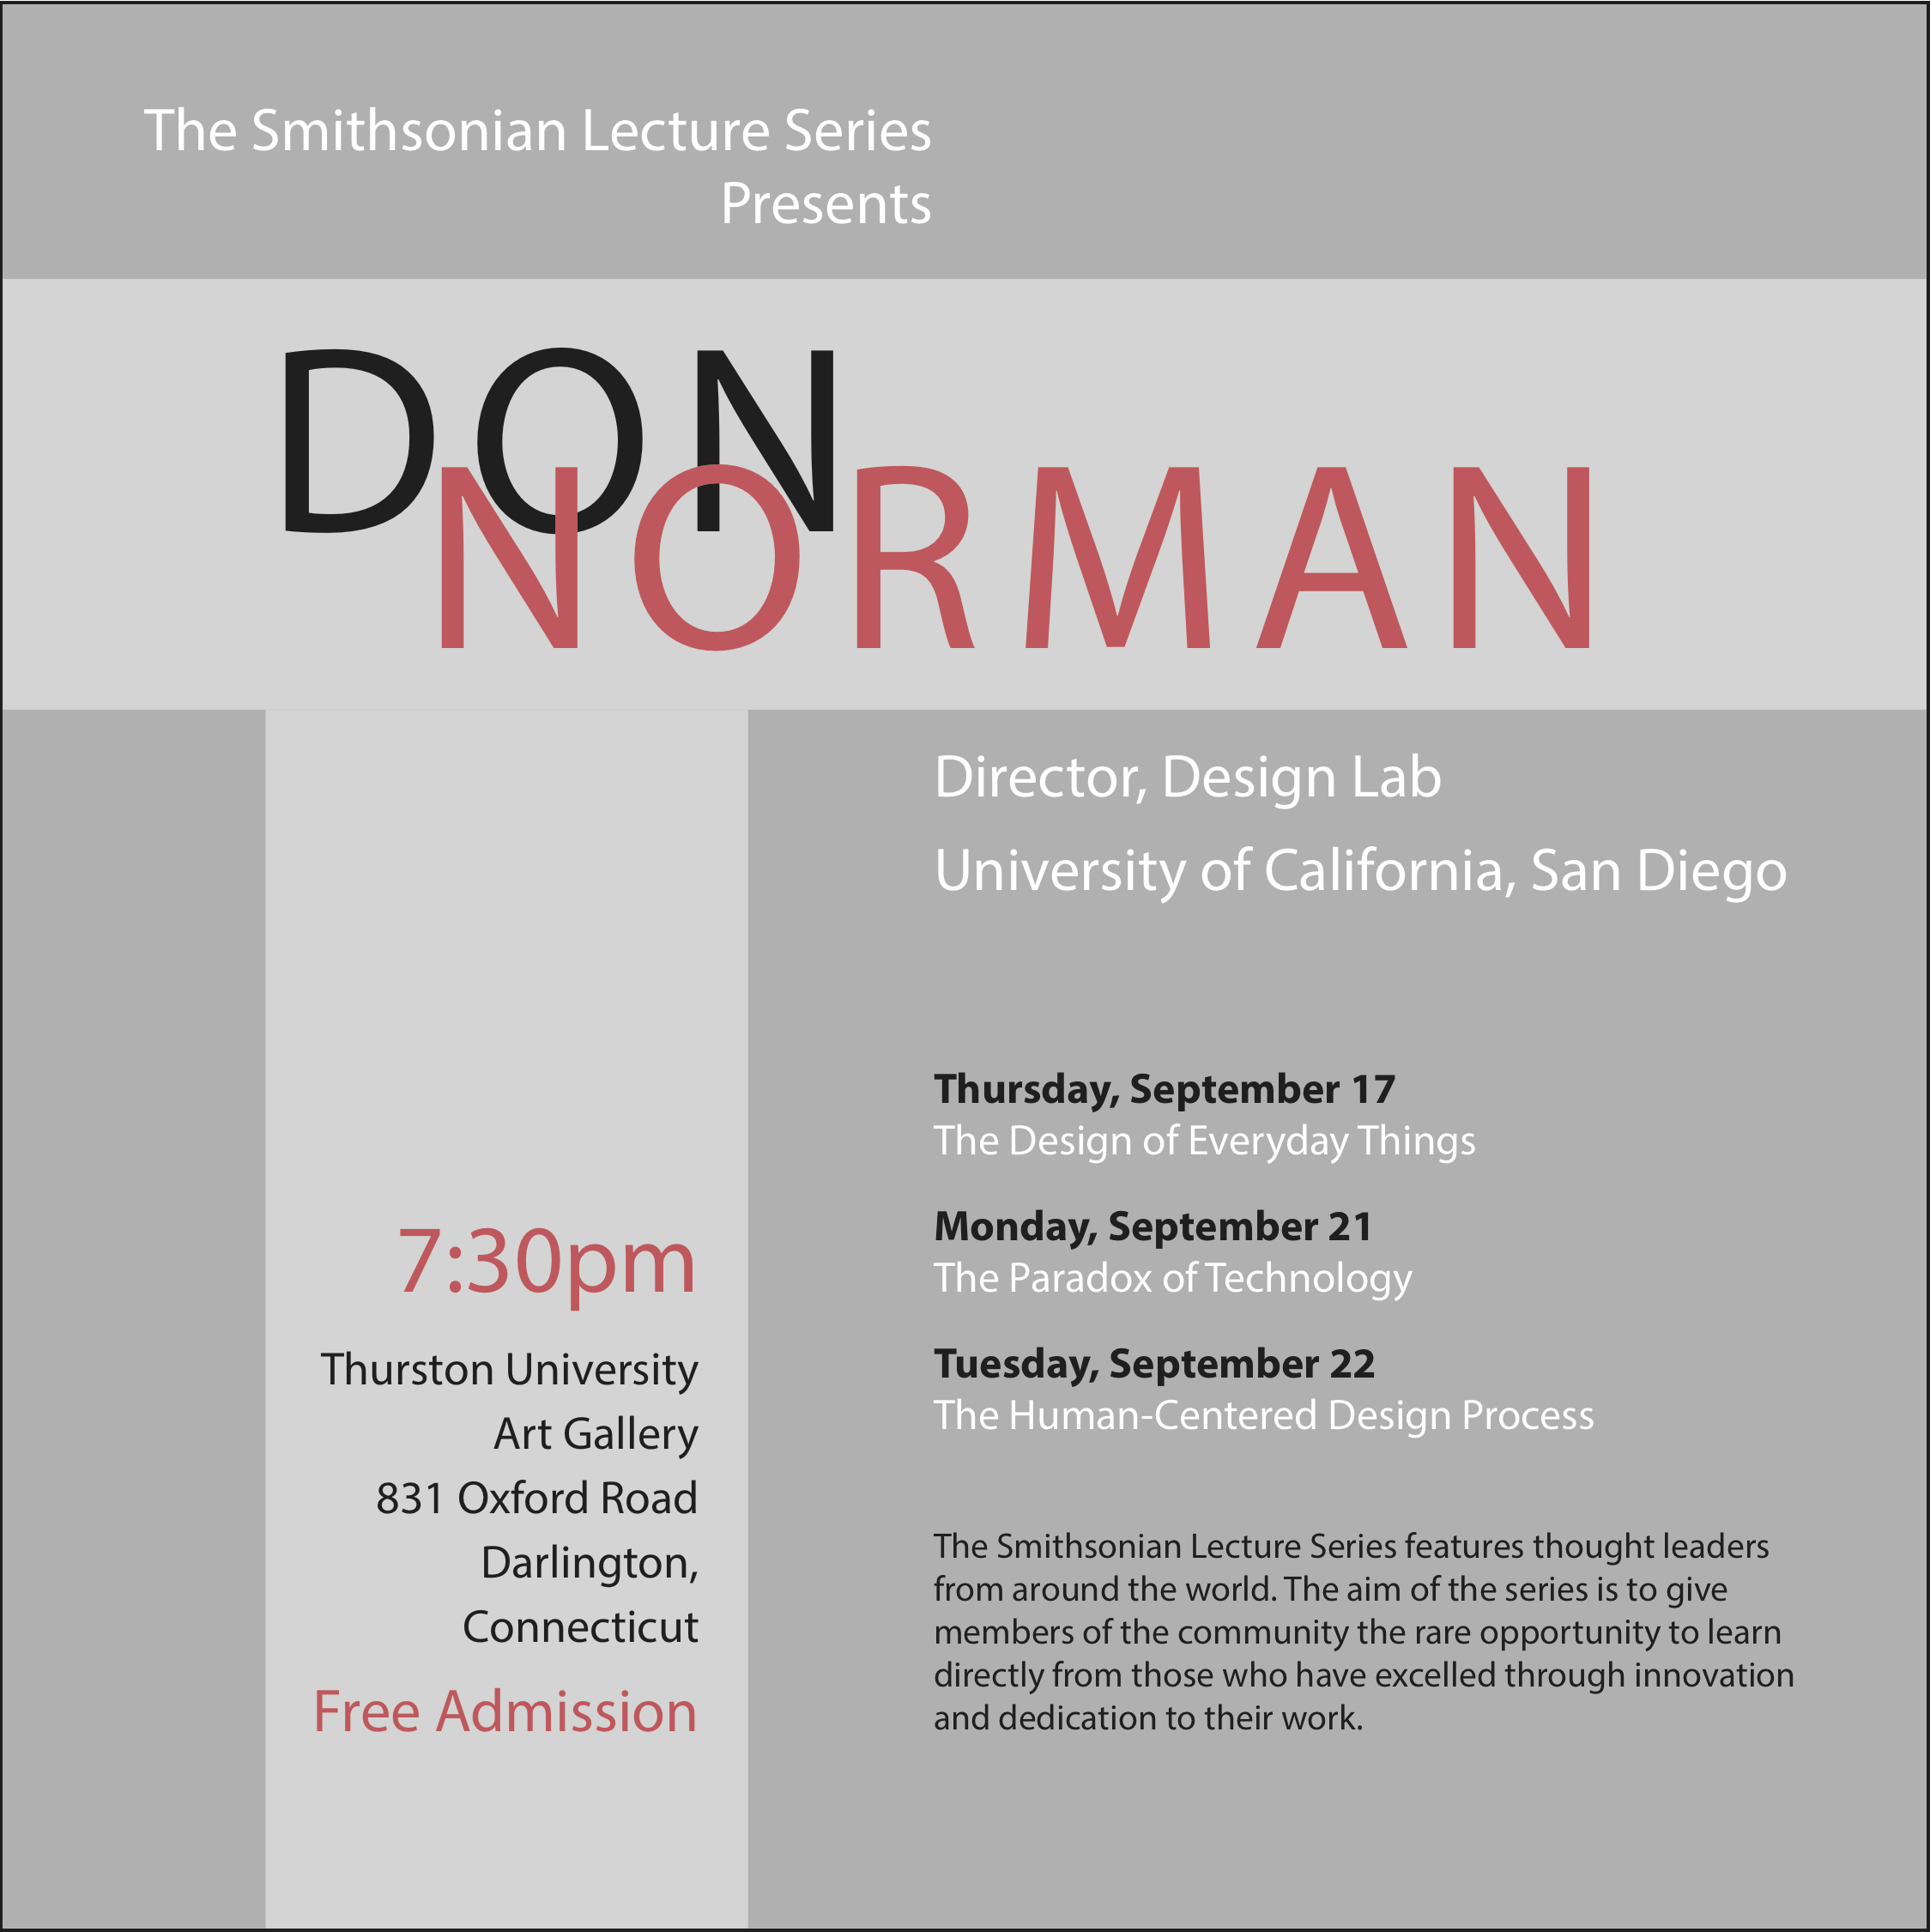 The Smithsonian Lecture Series
Presents
DON
NORMAN
Director, Design Lab
University of California, San Diego
Thursday, September 17
The Design of Everyday Things
Monday, September 21
The Paradox of Technology
Tuesday, September 22
The Human-Centered Design Process
7:30pm
Thurston University
Art Gallery
831 Oxford Road
Darlington,
Connecticut
Free Admission
The Smithsonian Lecture Series features thought leaders
from around the world. The aim of the series is to give
members of the community the rare opportunity to learn
directly from those who have excelled through innovation
and dedication to their work.